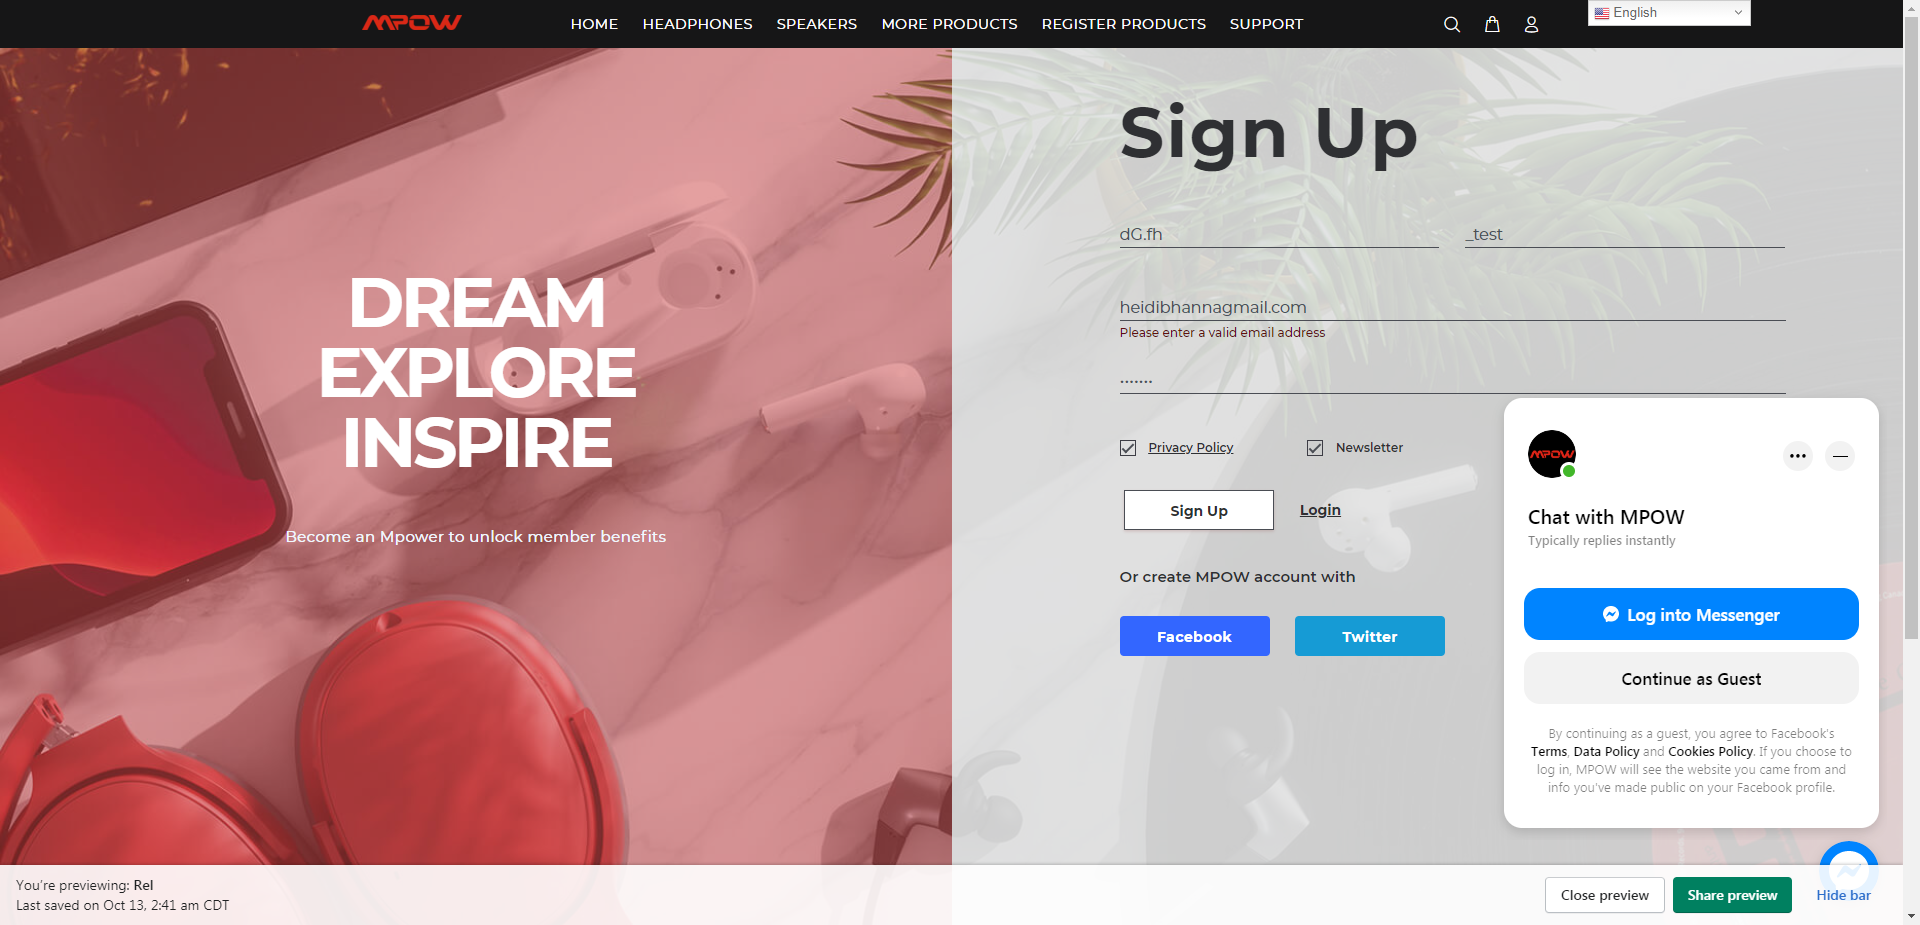 MPOW
HOME HEADPHONES SPEAKERS MORE PRODUCTS REGISTER PRODUCTS SUPPORT
English
DREAM
EXPLORE
INSPIRE
Become an Mpower to unlock member benefits
Sign Up
dG.fh _test
heidibhannagmail.com
Please enter a valid email address
•••••••
Privacy Policy Newsletter
Sign Up Login
Or create MPOW account with
Facebook Twitter
MPOW
Chat with MPOW
Typically replies instantly
Log into Messenger
Continue as Guest
By continuing as a guest, you agree to Facebook's
Terms, Data Policy and Cookies Policy. If you choose to
log in, MPOW will see the website you came from and
info you've made public on your Facebook profile.
You're previewing: Rel
Last saved on Oct 13, 2:41 am CDT
Close preview Share preview Hide bar